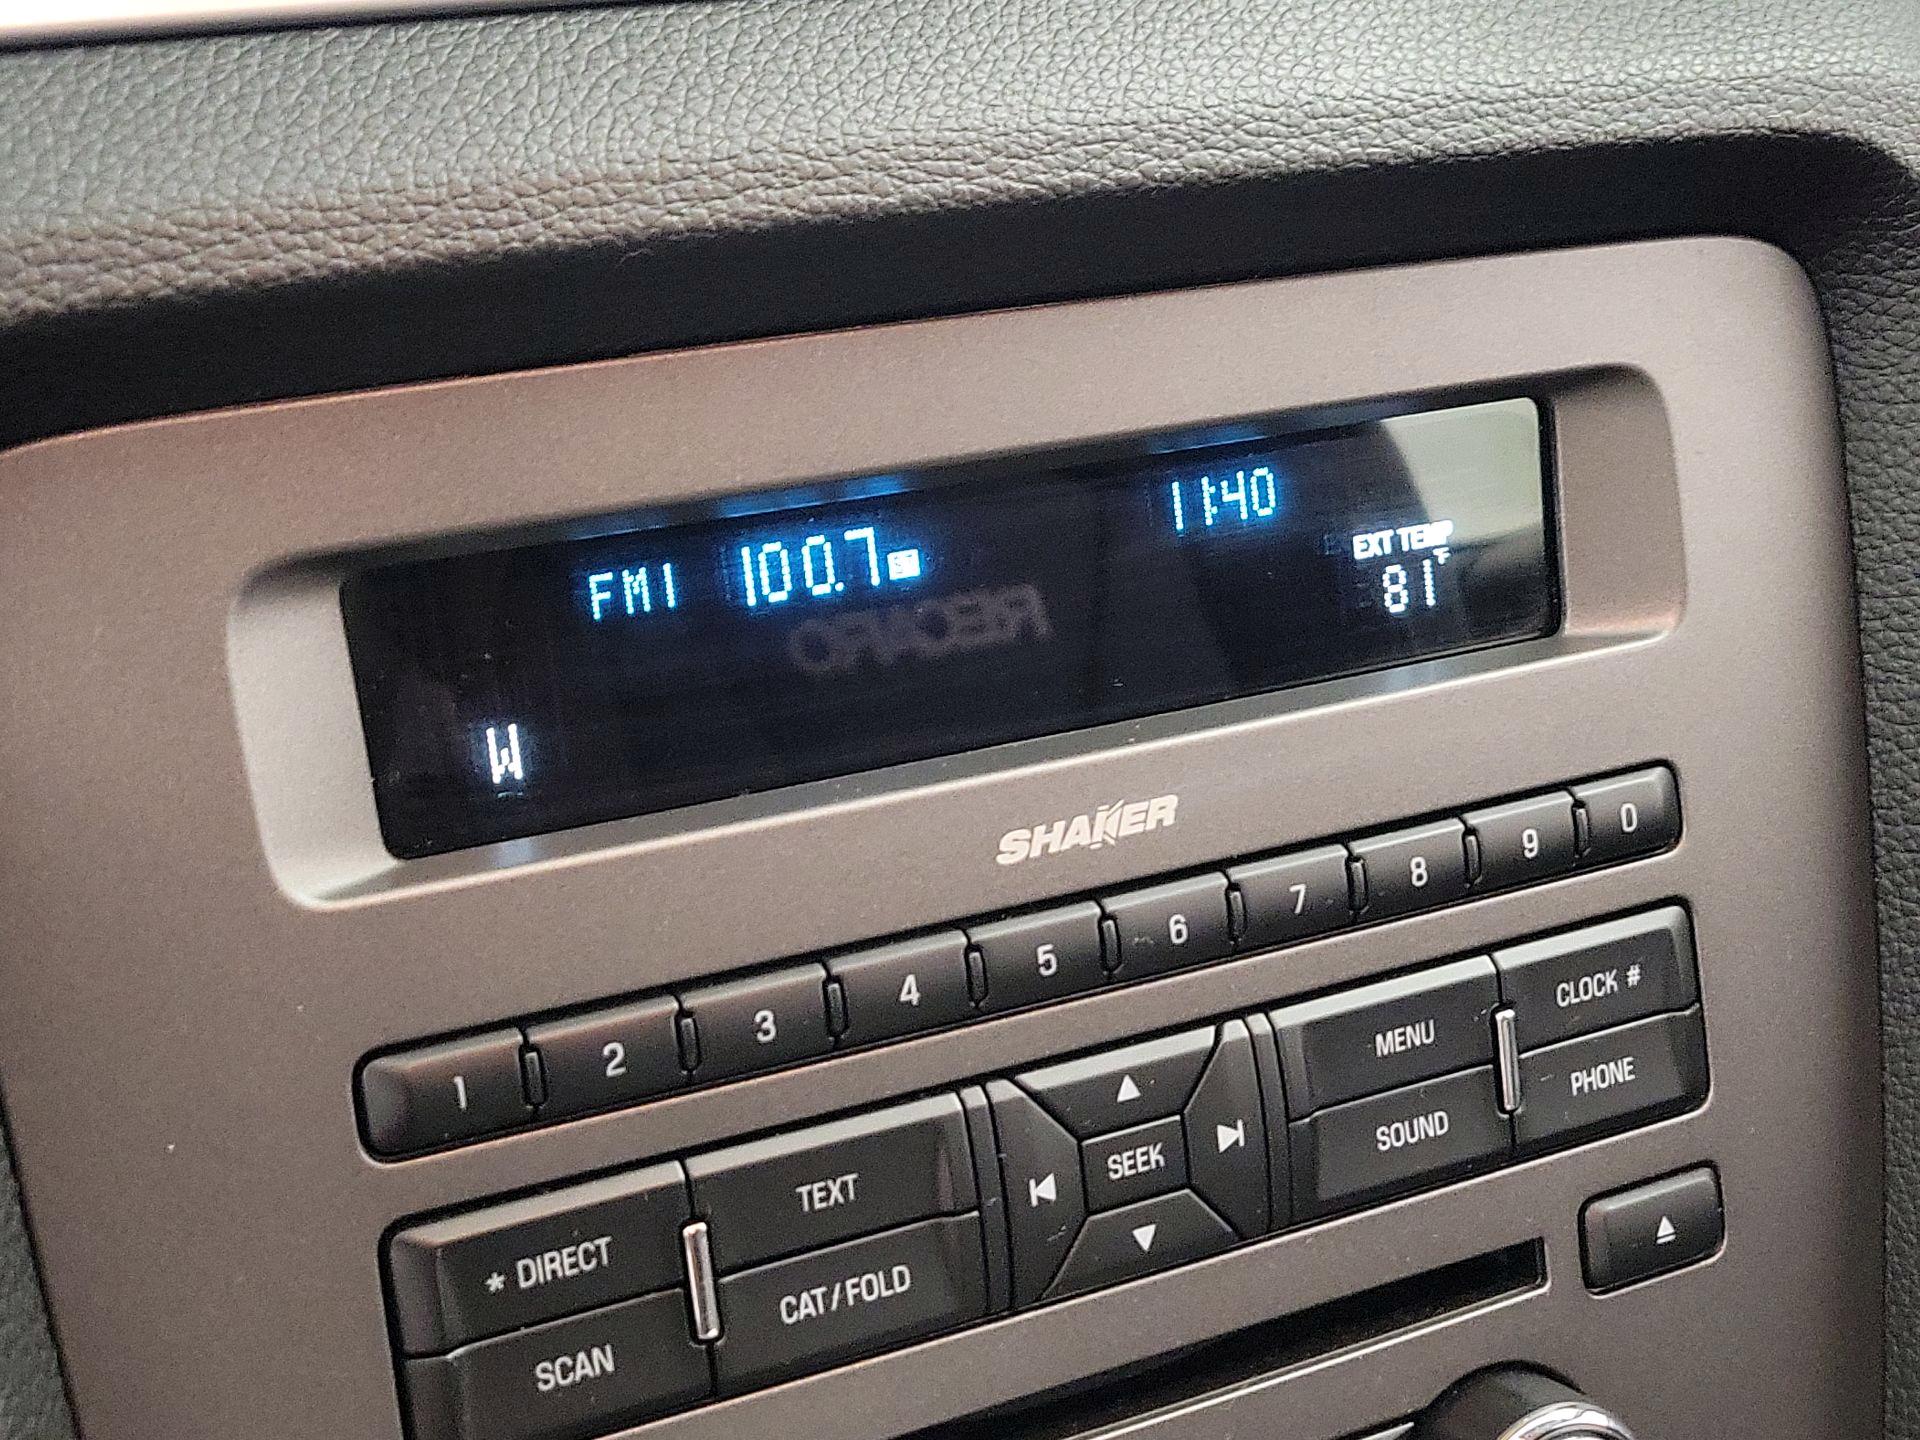 FM1 100.7 ST 11:40
EXT TEMP
81°F
W
SHAKER
1 2 3 4 5 6 7 8 9 0
MENU CLOCK #
SOUND PHONE
TEXT SEEK
* DIRECT
CAT/FOLD
SCAN